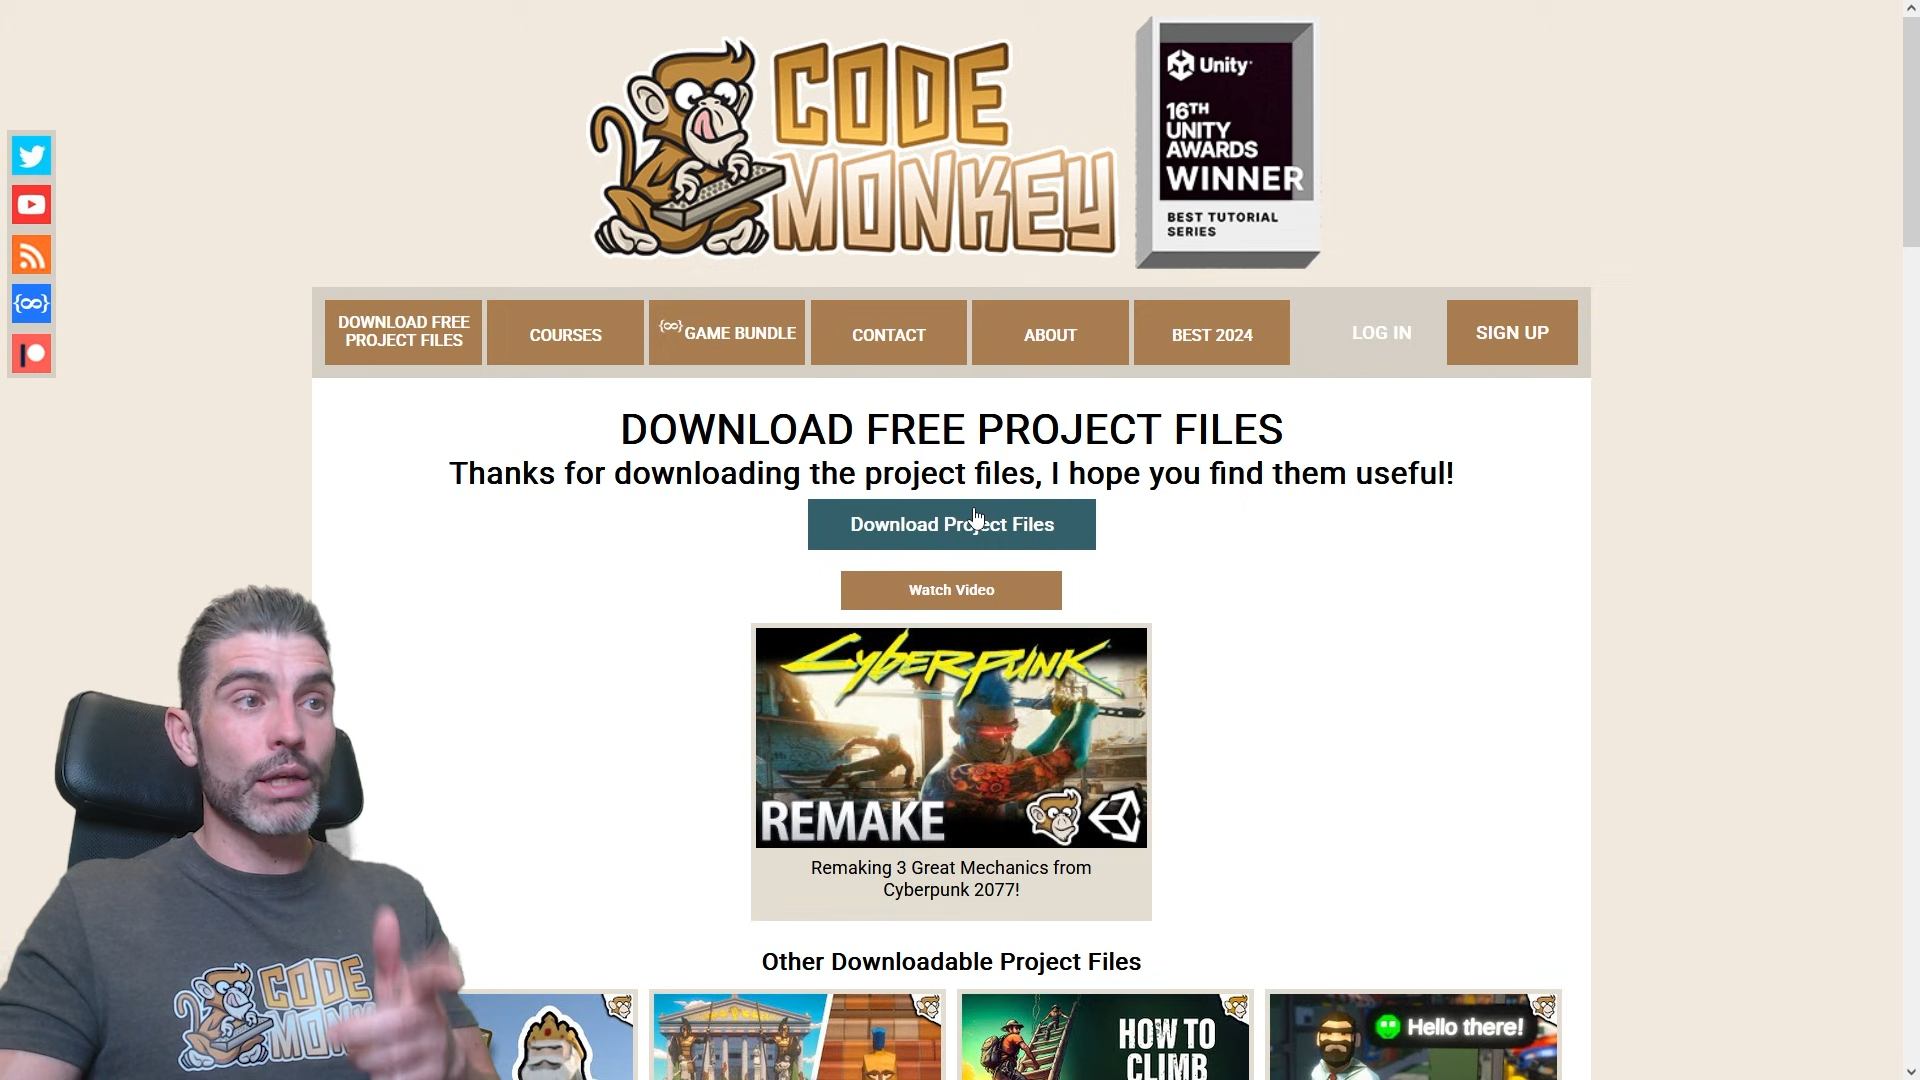 CODE
MONKEY
Unity
16TH
UNITY
AWARDS
WINNER
BEST TUTORIAL
SERIES
DOWNLOAD FREE
PROJECT FILES
COURSES
{∞} GAME BUNDLE
CONTACT
ABOUT
BEST 2024
LOG IN
SIGN UP
{∞}
DOWNLOAD FREE PROJECT FILES
Thanks for downloading the project files, I hope you find them useful!
Download Project Files
Watch Video
CYBERPUNK
REMAKE
Remaking 3 Great Mechanics from
Cyberpunk 2077!
Other Downloadable Project Files
HOW TO
CLIMB
Hello there!
CODE